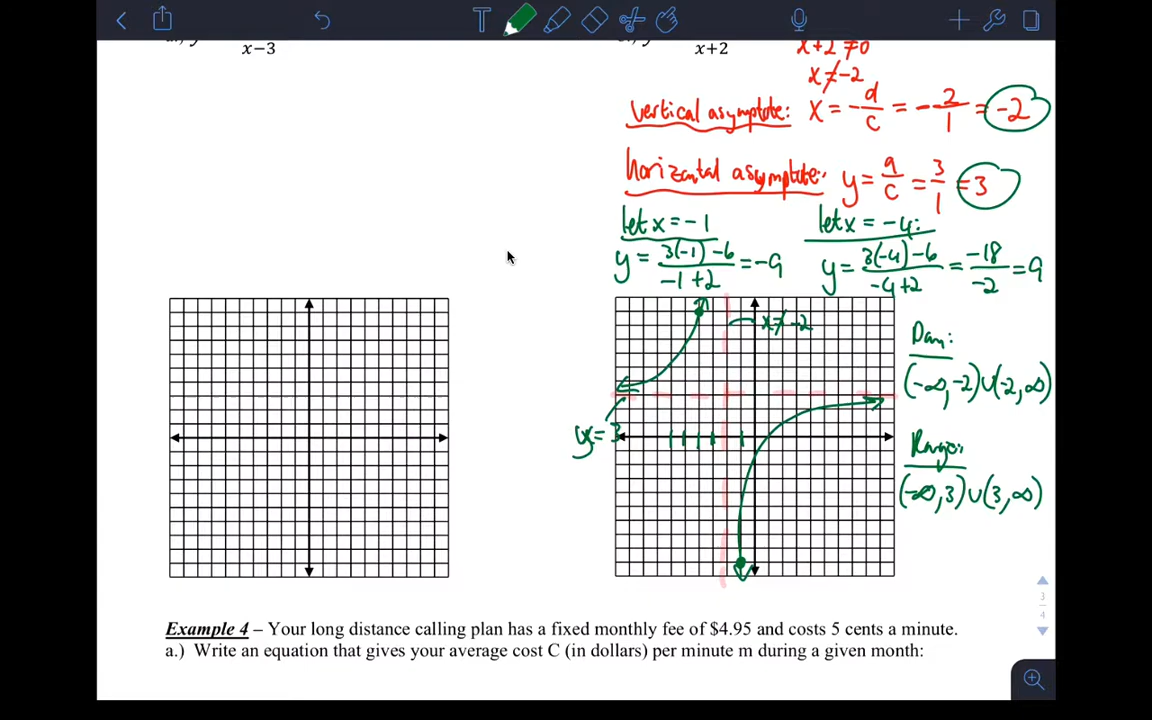 x−3
x+2
x+2 ≠0
x≠-2
vertical asymptote: x = -d/c = -2/1 = -2
horizontal asymptote: y = a/c = 3/1 = 3
let x = -1
y = 3(-1)-6/-1+2 = -9
let x = -4:
y = 3(-4)-6/-4+2 = -18/-2 = 9
x≠-2
y≠3
Dom:
(-∞,-2)∪(-2,∞)
Range:
(-∞,3)∪(3,∞)
3
4
Example 4 – Your long distance calling plan has a fixed monthly fee of $4.95 and costs 5 cents a minute.
a.) Write an equation that gives your average cost C (in dollars) per minute m during a given month: